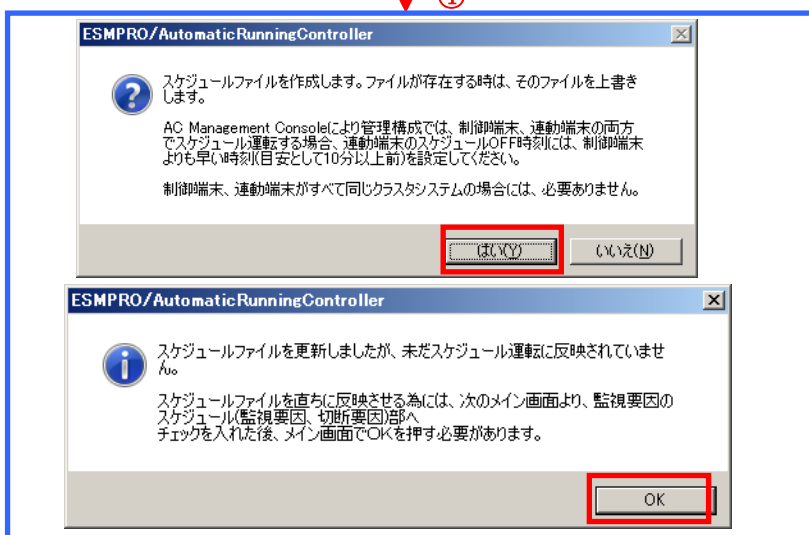 ①
ESMPRO/AutomaticRunningController
スケジュールファイルを作成します。ファイルが存在する時は、そのファイルを上書き
します。
AC Management Consoleにより管理構成では、制御端末、連動端末の両方
でスケジュール運転する場合、連動端末のスケジュールOFF時刻には、制御端末
よりも早い時刻(目安として10分以上前)を設定してください。
制御端末、連動端末がすべて同じクラスタシステムの場合には、必要ありません。
はい(Y) いいえ(N)
ESMPRO/AutomaticRunningController
スケジュールファイルを更新しましたが、未だスケジュール運転に反映されていませ
ん。
スケジュールファイルを直ちに反映させる為には、次のメイン画面より、監視要因の
スケジュール(監視要因、切断要因)部へ
チェックを入れた後、メイン画面でOKを押す必要があります。
OK